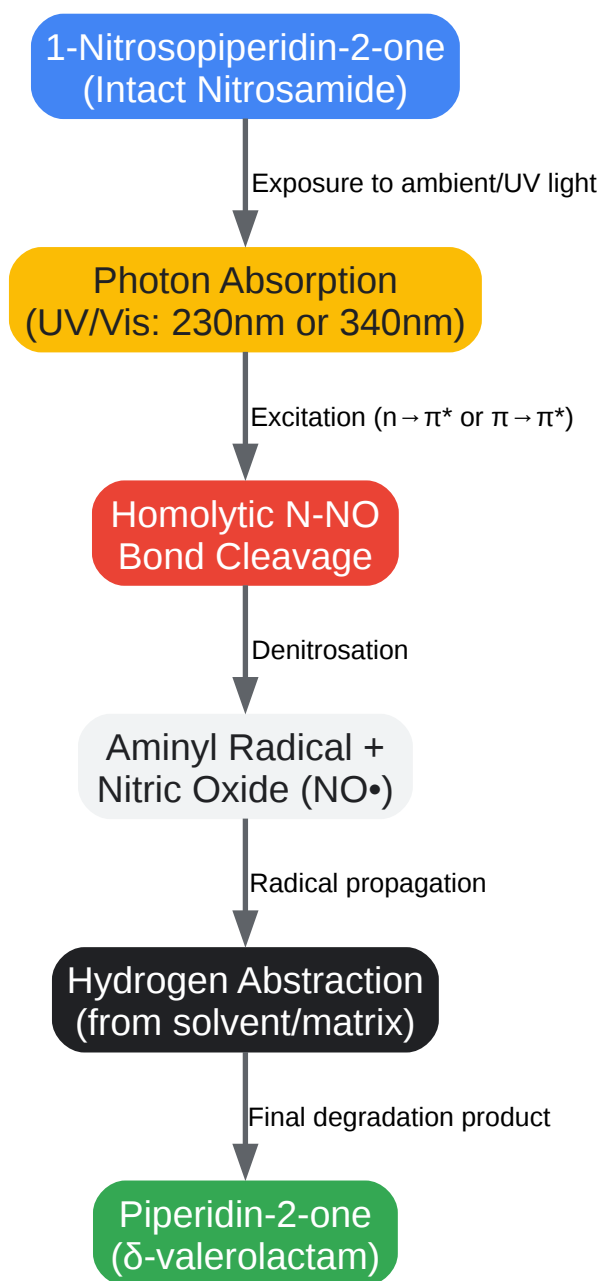 1-Nitrosopiperidin-2-one
(Intact Nitrosamide)
Exposure to ambient/UV light
Photon Absorption
(UV/Vis: 230nm or 340nm)
Excitation (n→π* or π→π*)
Homolytic N-NO
Bond Cleavage
Denitrosation
Aminyl Radical +
Nitric Oxide (NO•)
Radical propagation
Hydrogen Abstraction
(from solvent/matrix)
Final degradation product
Piperidin-2-one
(δ-valerolactam)